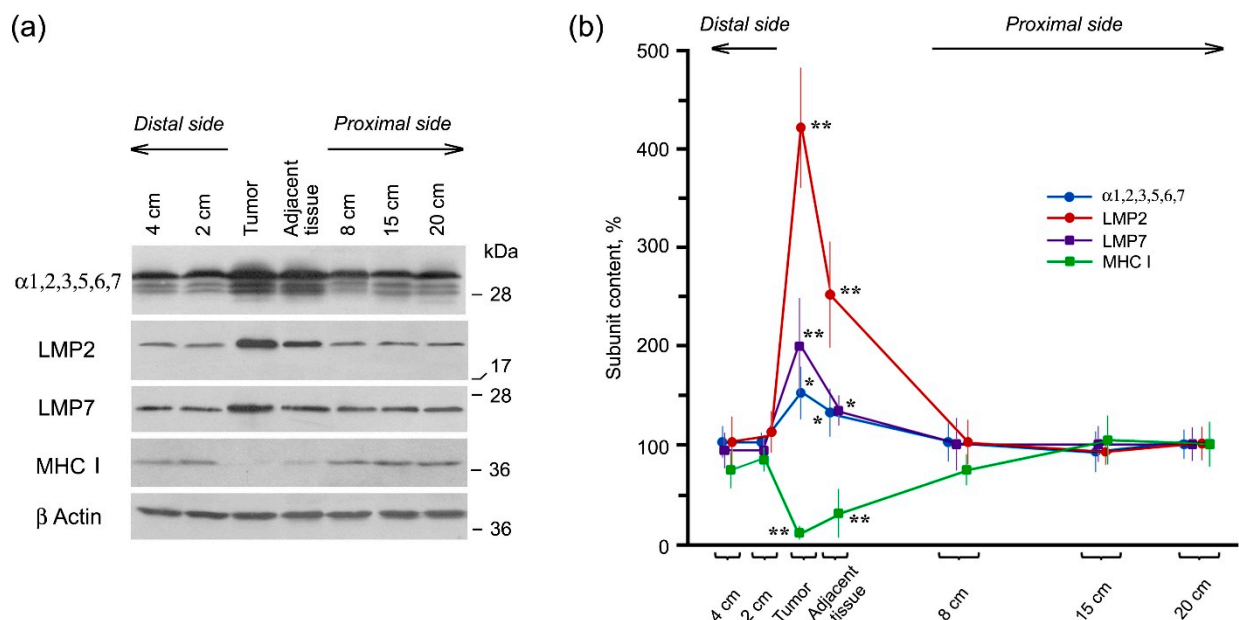 (a)
Distal side
Proximal side
4 cm
2 cm
Tumor
Adjacent
tissue
8 cm
15 cm
20 cm
kDa
α1,2,3,5,6,7
– 28
LMP2
17
LMP7
– 28
MHC I
– 36
β Actin
– 36
(b)
Distal side
Proximal side
500
400
300
200
100
0
Subunit content, %
**
**
**
*
*
*
**
**
α1,2,3,5,6,7
LMP2
LMP7
MHC I
4 cm
2 cm
Tumor
Adjacent
tissue
8 cm
15 cm
20 cm